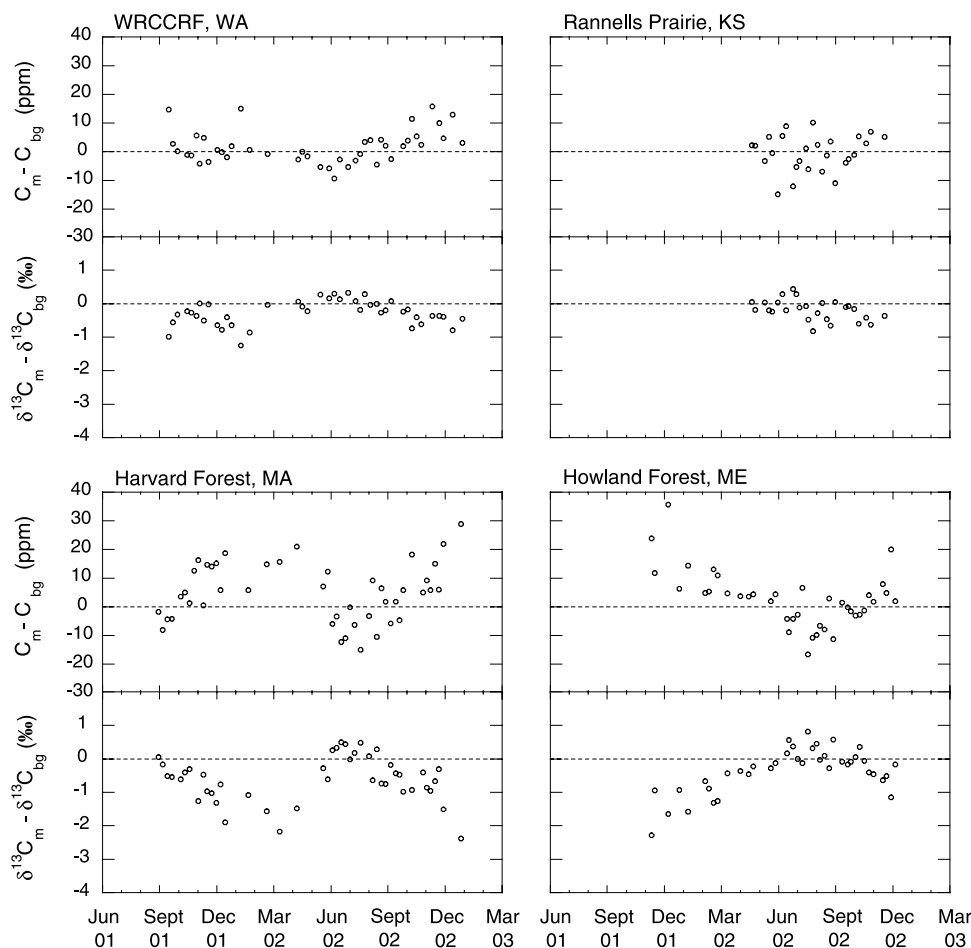 WRCCRF, WA
Rannells Prairie, KS
40
30
20
10
0
-10
-20
-30
C_m - C_bg (ppm)
1
0
-1
-2
-3
-4
δ¹³C_m - δ¹³C_bg (‰)
Harvard Forest, MA
Howland Forest, ME
40
30
20
10
0
-10
-20
-30
C_m - C_bg (ppm)
1
0
-1
-2
-3
-4
δ¹³C_m - δ¹³C_bg (‰)
Jun Sept Dec Mar Jun Sept Dec Mar Jun Sept Dec Mar Jun Sept Dec Mar
01 01 01 02 02 02 02 03 01 01 01 02 02 02 02 03